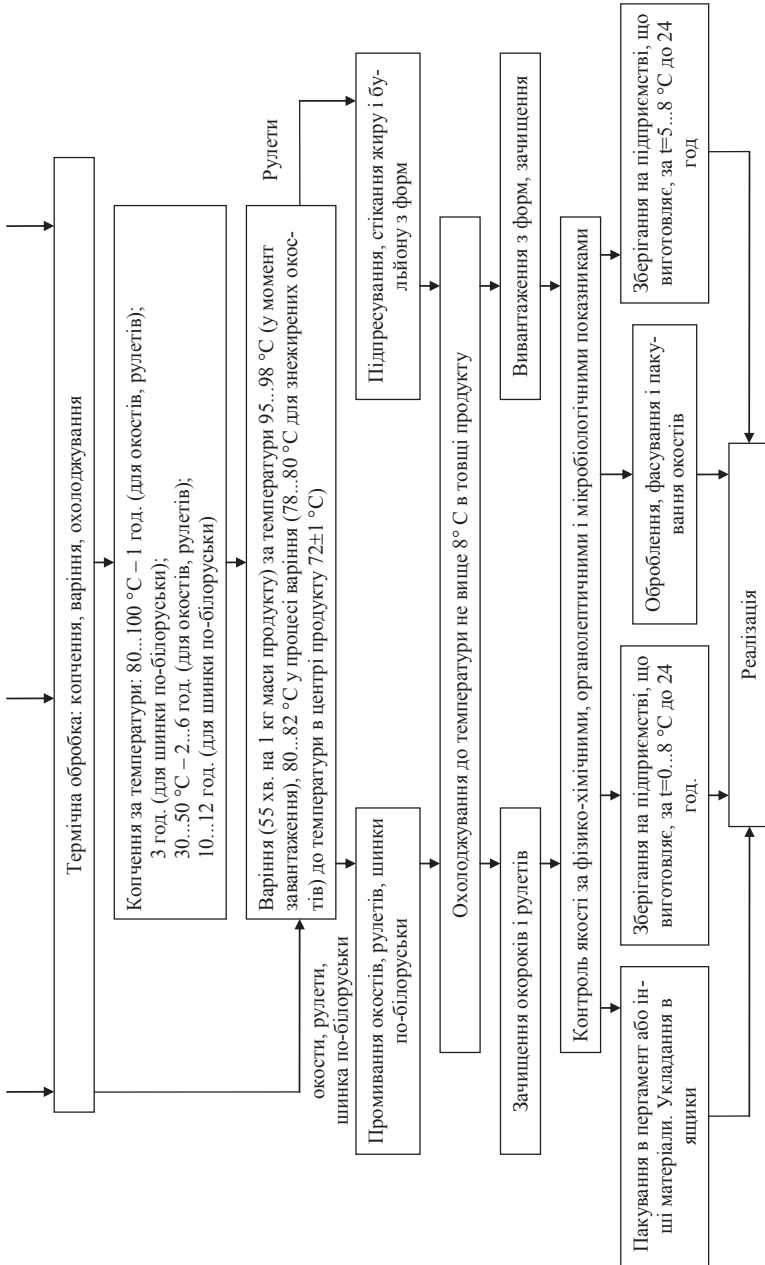 Термічна обробка: копчення, варіння, охолоджування
Копчення за температури: 80...100 °C – 1 год. (для окостів, рулетів);
3 год. (для шинки по-білоруськи);
30...50 °C – 2...6 год. (для окостів, рулетів);
10...12 год. (для шинки по-білоруськи)
Варіння (55 хв. на 1 кг маси продукту) за температури 95...98 °C (у момент
завантаження), 80...82 °C у процесі варіння (78...80 °C для знежирених окос-
тів) до температури в центрі продукту 72±1 °C)
окости, рулети,
шинка по-білоруськи
Рулети
Промивання окостів, рулетів, шинки
по-білоруськи
Підпресування, стікання жиру і бу-
льйону з форм
Охолоджування до температури не вище 8° C в товщі продукту
Зачищення окороків і рулетів
Вивантаження з форм, зачищення
Контроль якості за фізико-хімічними, органолептичними і мікробіологічними показниками
Пакування в пергамент або ін-
ші матеріали. Укладання в
ящики
Зберігання на підприємстві, що
виготовляє, за t=0...8 °C до 24
год.
Оброблення, фасування і паку-
вання окостів
Зберігання на підприємстві, що
виготовляє, за t=5...8 °C до 24
год
Реалізація